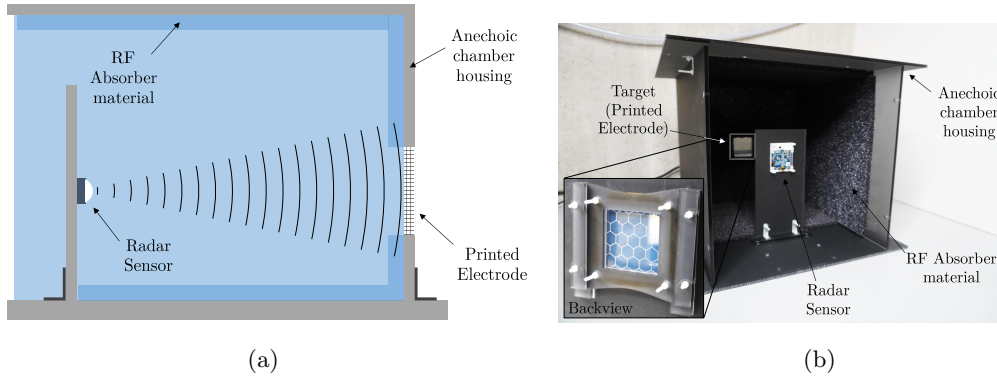 RF
Absorber
material
Anechoic
chamber
housing
Radar
Sensor
Printed
Electrode
(a)
Target
(Printed
Electrode)
Anechoic
chamber
housing
Backview
Radar
Sensor
RF Absorber
material
(b)